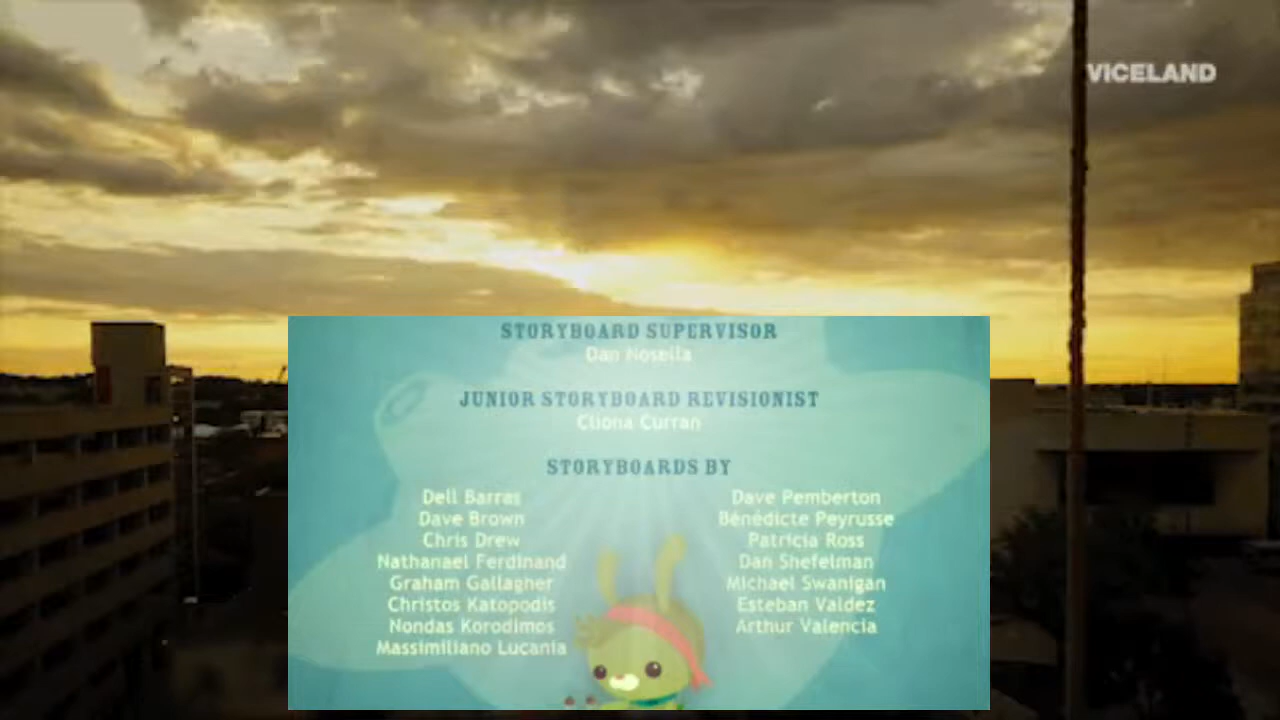 VICELAND
STORYBOARD SUPERVISOR
Dan Nosella
JUNIOR STORYBOARD REVISIONIST
Cliona Curran
STORYBOARDS BY
Dell Barras
Dave Brown
Chris Drew
Nathanael Ferdinand
Graham Gallagher
Christos Katopodis
Nondas Korodimos
Massimiliano Lucania
Dave Pemberton
Bénédicte Peyrusse
Patricia Ross
Dan Shefelman
Michael Swanigan
Esteban Valdez
Arthur Valencia